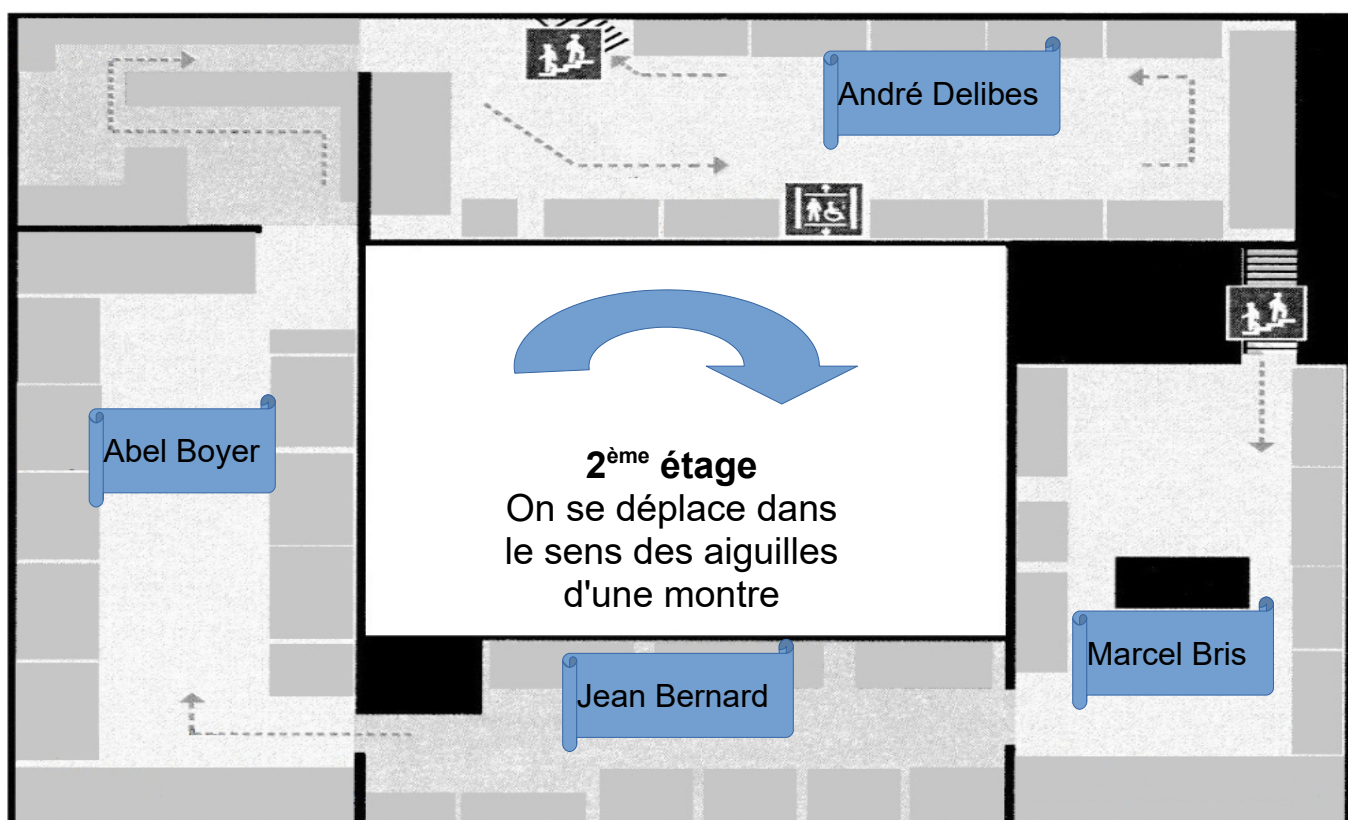 André Delibes
Abel Boyer
2ème étage
On se déplace dans
le sens des aiguilles
d'une montre
Marcel Bris
Jean Bernard